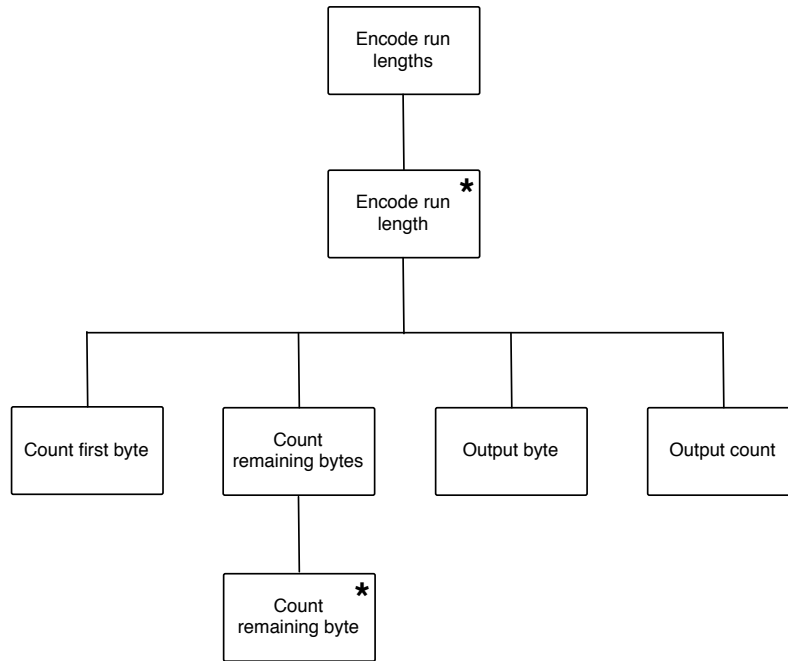 Encode run
lengths
*
Encode run
length
Count first byte
Count
remaining bytes
Output byte
Output count
*
Count
remaining byte